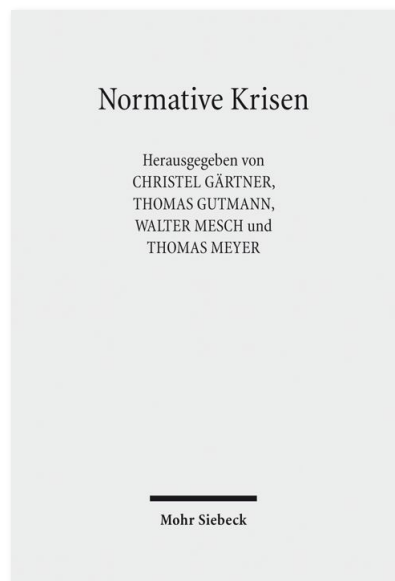 Normative Krisen
Herausgegeben von
CHRISTEL GÄRTNER,
THOMAS GUTMANN,
WALTER MESCH und
THOMAS MEYER
Mohr Siebeck